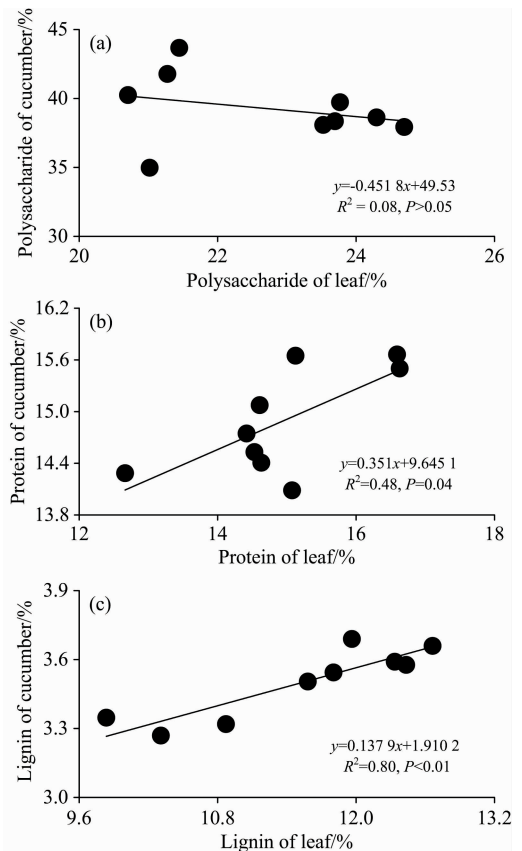 (a)
Polysaccharide of cucumber/%
45
40
35
30
y=-0.451 8x+49.53
R² = 0.08, P>0.05
20 22 24 26
Polysaccharide of leaf/%
(b)
Protein of cucumber/%
16.2
15.6
15.0
14.4
13.8
y=0.351x+9.645 1
R²=0.48, P=0.04
12 14 16 18
Protein of leaf/%
(c)
Lignin of cucumber/%
3.9
3.6
3.3
3.0
y=0.137 9x+1.910 2
R²=0.80, P<0.01
9.6 10.8 12.0 13.2
Lignin of leaf/%